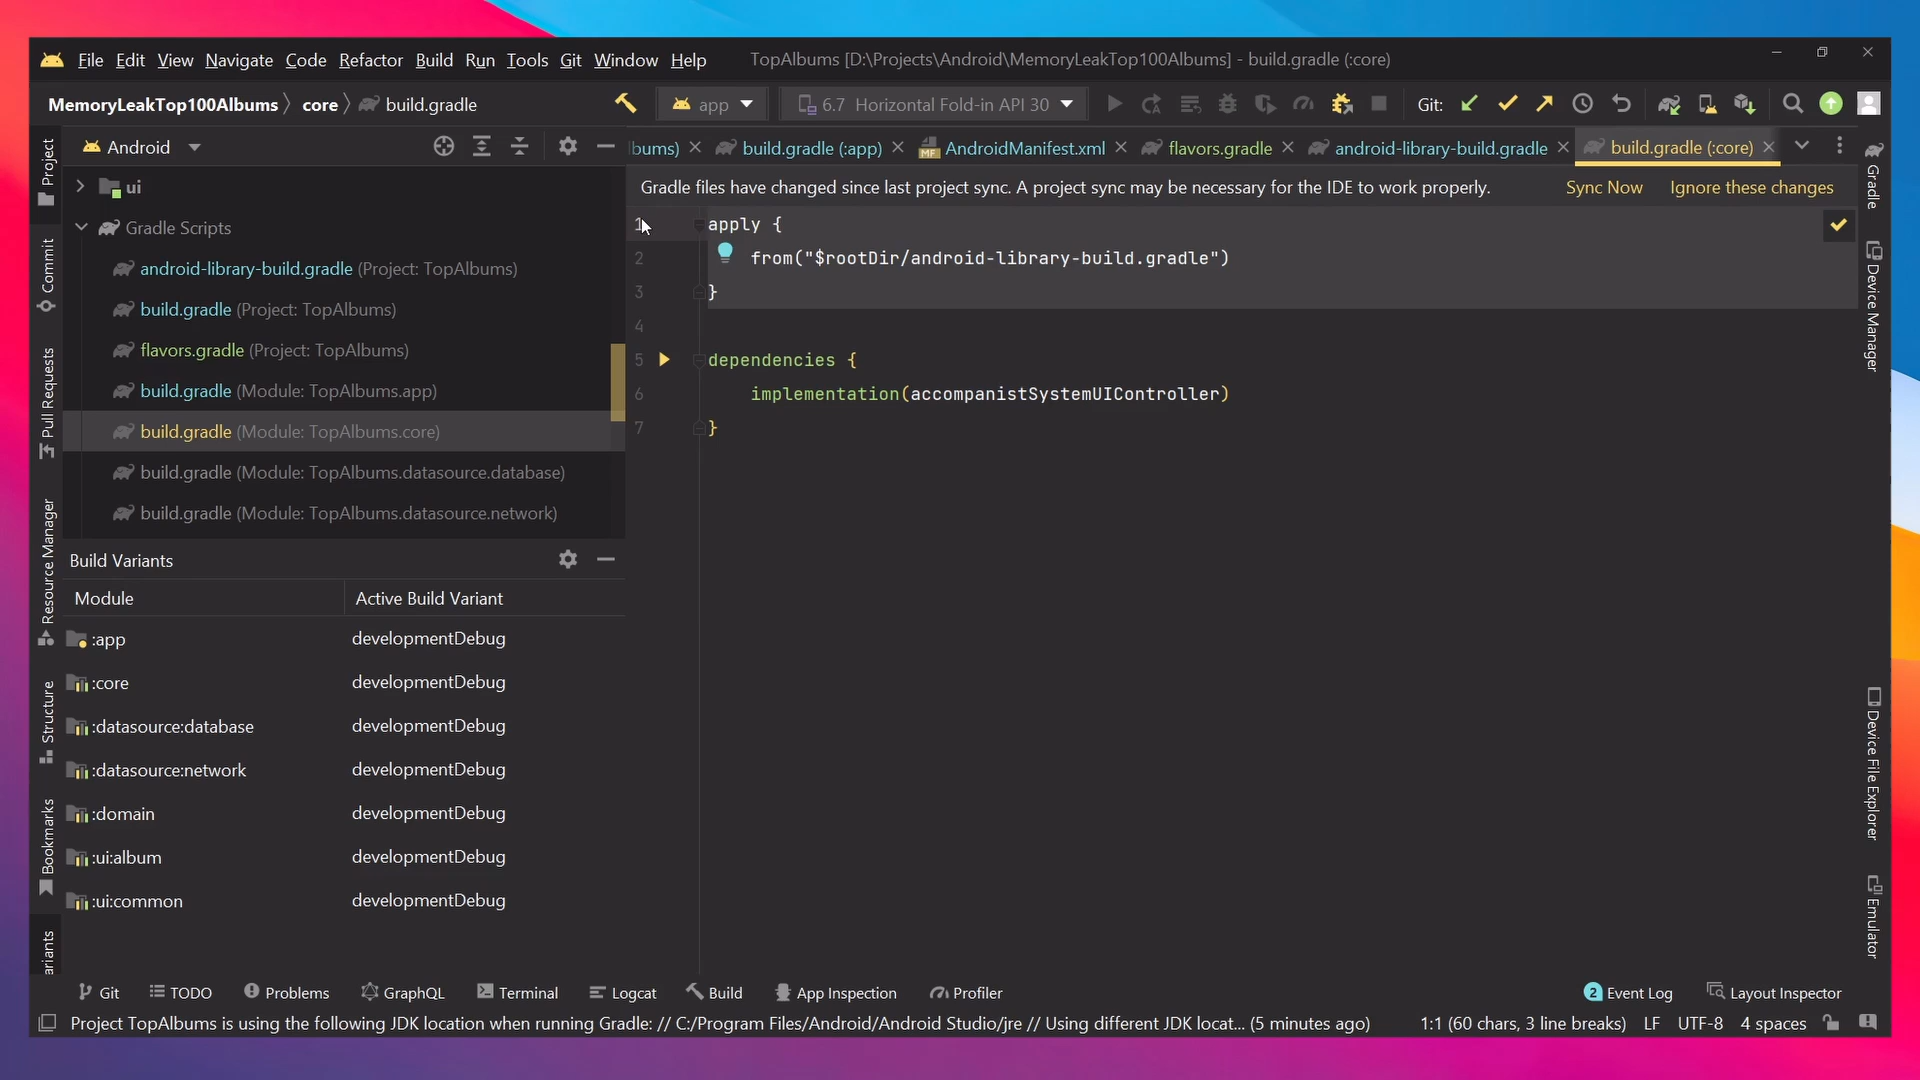 File Edit View Navigate Code Refactor Build Run Tools Git Window Help TopAlbums [D:\Projects\Android\MemoryLeakTop100Albums] - build.gradle (:core)
MemoryLeakTop100Albums core build.gradle app 6.7 Horizontal Fold-in API 30 Git:
Project
Commit
Pull Requests
Resource Manager
Structure
Bookmarks
ariants
Android
bums) build.gradle (:app) AndroidManifest.xml flavors.gradle android-library-build.gradle build.gradle (:core)
Gradle files have changed since last project sync. A project sync may be necessary for the IDE to work properly. Sync Now Ignore these changes
ui
Gradle Scripts
android-library-build.gradle (Project: TopAlbums)
build.gradle (Project: TopAlbums)
flavors.gradle (Project: TopAlbums)
build.gradle (Module: TopAlbums.app)
build.gradle (Module: TopAlbums.core)
build.gradle (Module: TopAlbums.datasource.database)
build.gradle (Module: TopAlbums.datasource.network)
Build Variants
Module Active Build Variant
:app developmentDebug
:core developmentDebug
:datasource:database developmentDebug
:datasource:network developmentDebug
:domain developmentDebug
:ui:album developmentDebug
:ui:common developmentDebug
1 apply {
2 from("$rootDir/android-library-build.gradle")
3 }
4
5 dependencies {
6 implementation(accompanistSystemUIController)
7 }
Gradle
Device Manager
Device File Explorer
Emulator
Git TODO Problems GraphQL Terminal Logcat Build App Inspection Profiler 2 Event Log Layout Inspector
Project TopAlbums is using the following JDK location when running Gradle: // C:/Program Files/Android/Android Studio/jre // Using different JDK locat... (5 minutes ago) 1:1 (60 chars, 3 line breaks) LF UTF-8 4 spaces